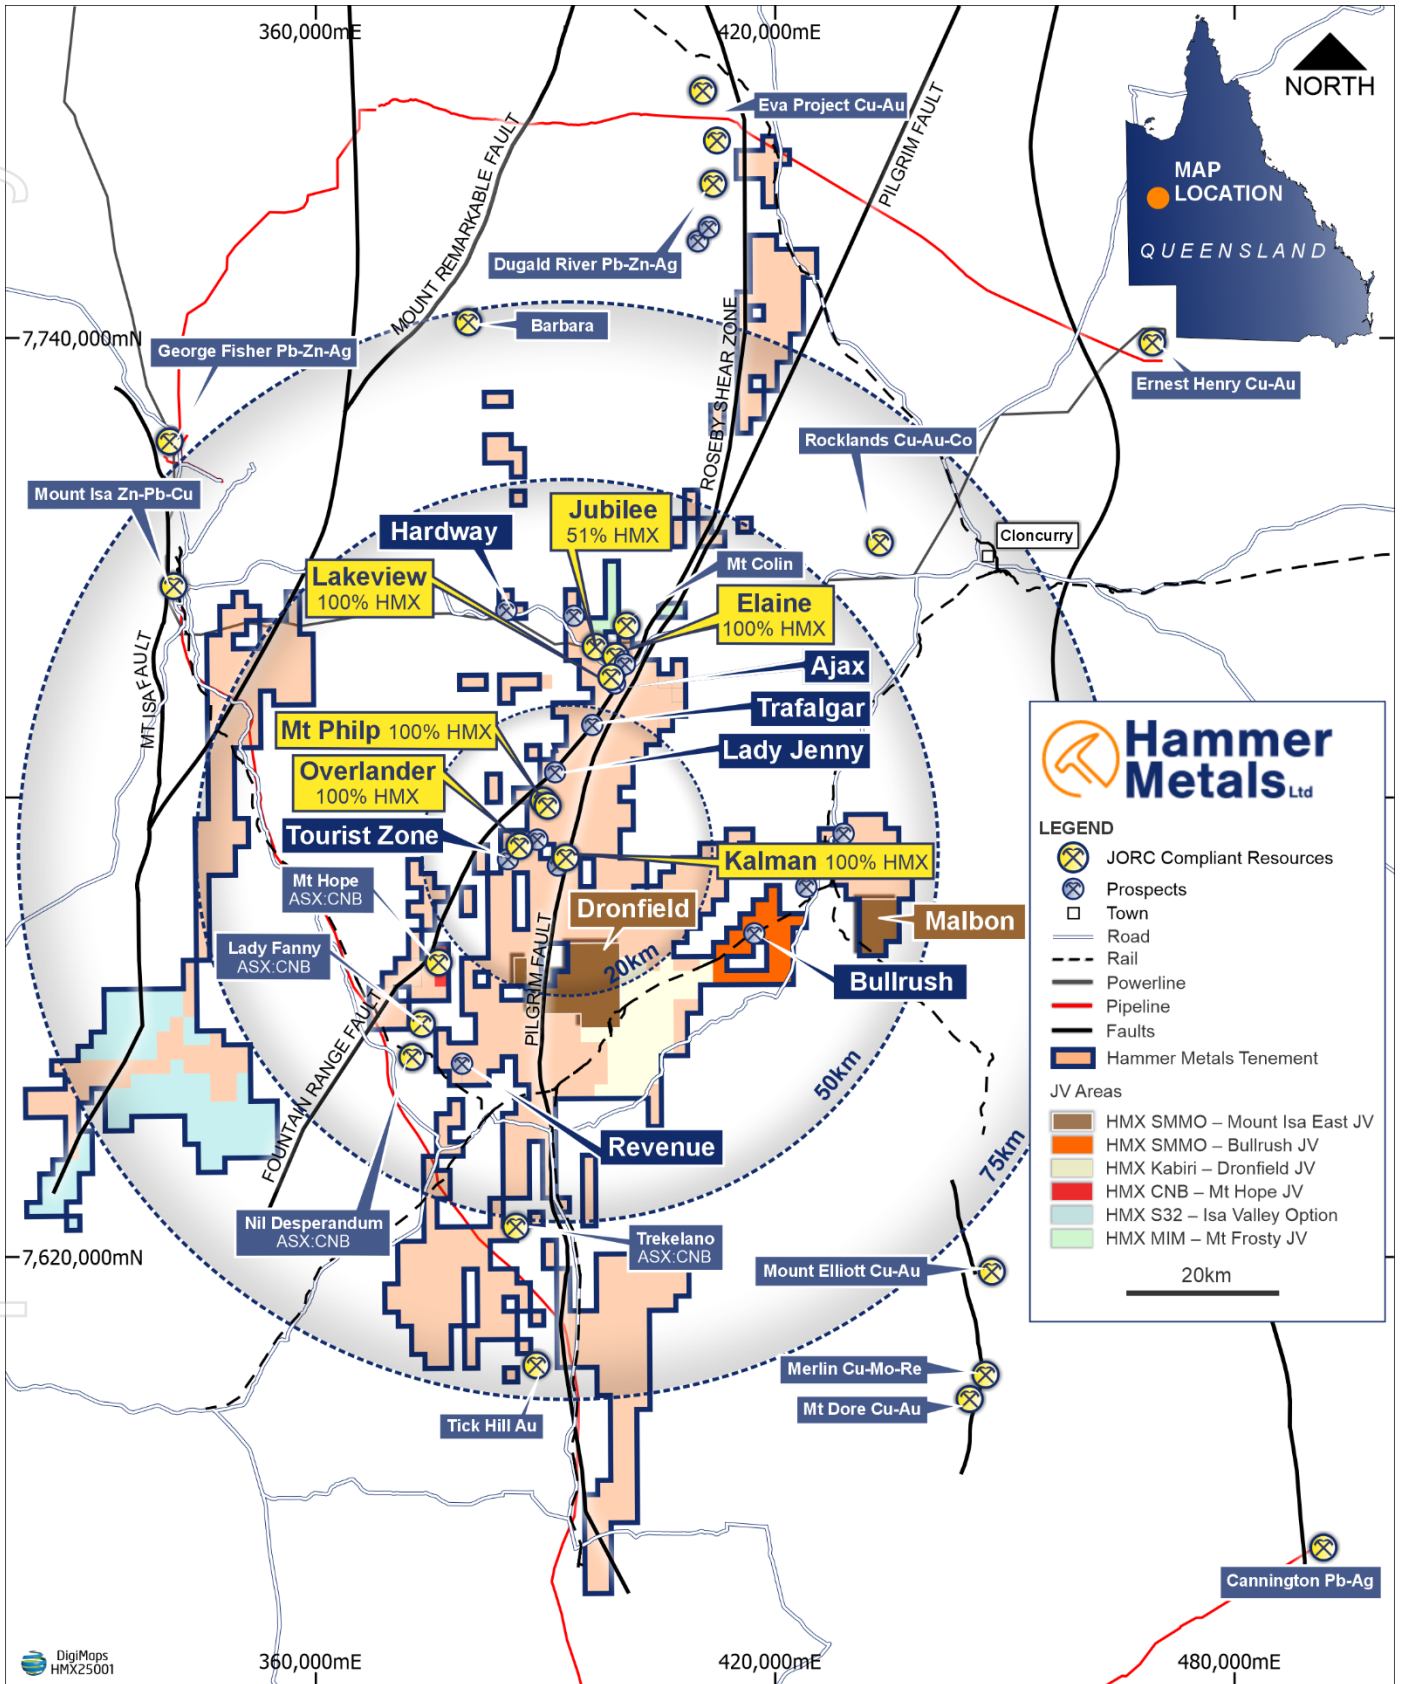 360,000mE
420,000mE
NORTH
MAP
LOCATION
QUEENSLAND
Eva Project Cu-Au
PILGRIM FAULT
MOUNT REMARKABLE FAULT
Dugald River Pb-Zn-Ag
Barbara
7,740,000mN
George Fisher Pb-Zn-Ag
ROSEBY SHEAR ZONE
Ernest Henry Cu-Au
Rocklands Cu-Au-Co
Mount Isa Zn-Pb-Cu
Jubilee
51% HMX
Hardway
Cloncurry
Mt Colin
Lakeview
100% HMX
Elaine
100% HMX
MT ISA FAULT
Ajax
Trafalgar
Mt Philp 100% HMX
Lady Jenny
Overlander
100% HMX
Tourist Zone
Kalman 100% HMX
Mt Hope
ASX:CNB
Dronfield
Malbon
Lady Fanny
ASX:CNB
20km
Bullrush
PILGRIM FAULT
FOUNTAIN RANGE FAULT
50km
Revenue
75km
Nil Desperandum
ASX:CNB
Trekelano
ASX:CNB
7,620,000mN
Mount Elliott Cu-Au
Merlin Cu-Mo-Re
Mt Dore Cu-Au
Tick Hill Au
Cannington Pb-Ag
Hammer
Metals Ltd
LEGEND
JORC Compliant Resources
Prospects
Town
Road
Rail
Powerline
Pipeline
Faults
Hammer Metals Tenement
JV Areas
HMX SMMO – Mount Isa East JV
HMX SMMO – Bullrush JV
HMX Kabiri – Dronfield JV
HMX CNB – Mt Hope JV
HMX S32 – Isa Valley Option
HMX MIM – Mt Frosty JV
20km
DigiMaps
HMX25001
360,000mE
420,000mE
480,000mE